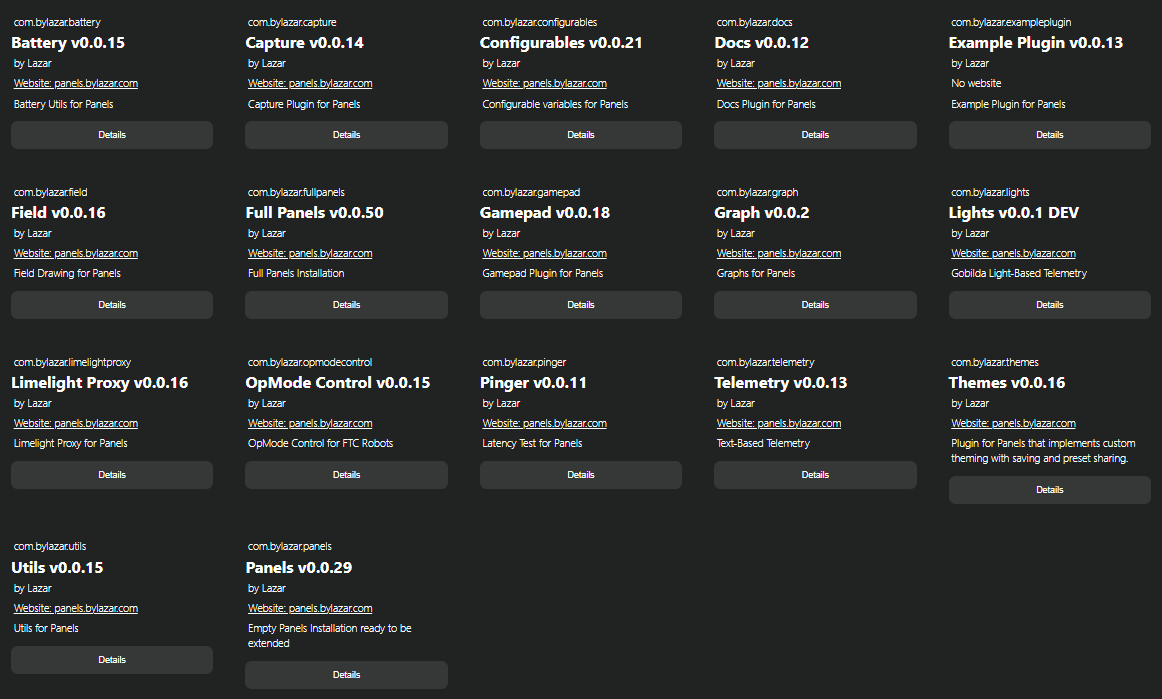 com.bylazar.battery
Battery v0.0.15
by Lazar
Website: panels.bylazar.com
Battery Utils for Panels
Details
com.bylazar.capture
Capture v0.0.14
by Lazar
Website: panels.bylazar.com
Capture Plugin for Panels
Details
com.bylazar.configurables
Configurables v0.0.21
by Lazar
Website: panels.bylazar.com
Configurable variables for Panels
Details
com.bylazar.docs
Docs v0.0.12
by Lazar
Website: panels.bylazar.com
Docs Plugin for Panels
Details
com.bylazar.exampleplugin
Example Plugin v0.0.13
by Lazar
No website
Example Plugin for Panels
Details
com.bylazar.field
Field v0.0.16
by Lazar
Website: panels.bylazar.com
Field Drawing for Panels
Details
com.bylazar.fullpanels
Full Panels v0.0.50
by Lazar
Website: panels.bylazar.com
Full Panels Installation
Details
com.bylazar.gamepad
Gamepad v0.0.18
by Lazar
Website: panels.bylazar.com
Gamepad Plugin for Panels
Details
com.bylazar.graph
Graph v0.0.2
by Lazar
Website: panels.bylazar.com
Graphs for Panels
Details
com.bylazar.lights
Lights v0.0.1 DEV
by Lazar
Website: panels.bylazar.com
Gobilda Light-Based Telemetry
Details
com.bylazar.limelightproxy
Limelight Proxy v0.0.16
by Lazar
Website: panels.bylazar.com
Limelight Proxy for Panels
Details
com.bylazar.opmodecontrol
OpMode Control v0.0.15
by Lazar
Website: panels.bylazar.com
OpMode Control for FTC Robots
Details
com.bylazar.pinger
Pinger v0.0.11
by Lazar
Website: panels.bylazar.com
Latency Test for Panels
Details
com.bylazar.telemetry
Telemetry v0.0.13
by Lazar
Website: panels.bylazar.com
Text-Based Telemetry
Details
com.bylazar.themes
Themes v0.0.16
by Lazar
Website: panels.bylazar.com
Plugin for Panels that implements custom
theming with saving and preset sharing.
Details
com.bylazar.utils
Utils v0.0.15
by Lazar
Website: panels.bylazar.com
Utils for Panels
Details
com.bylazar.panels
Panels v0.0.29
by Lazar
Website: panels.bylazar.com
Empty Panels Installation ready to be
extended
Details